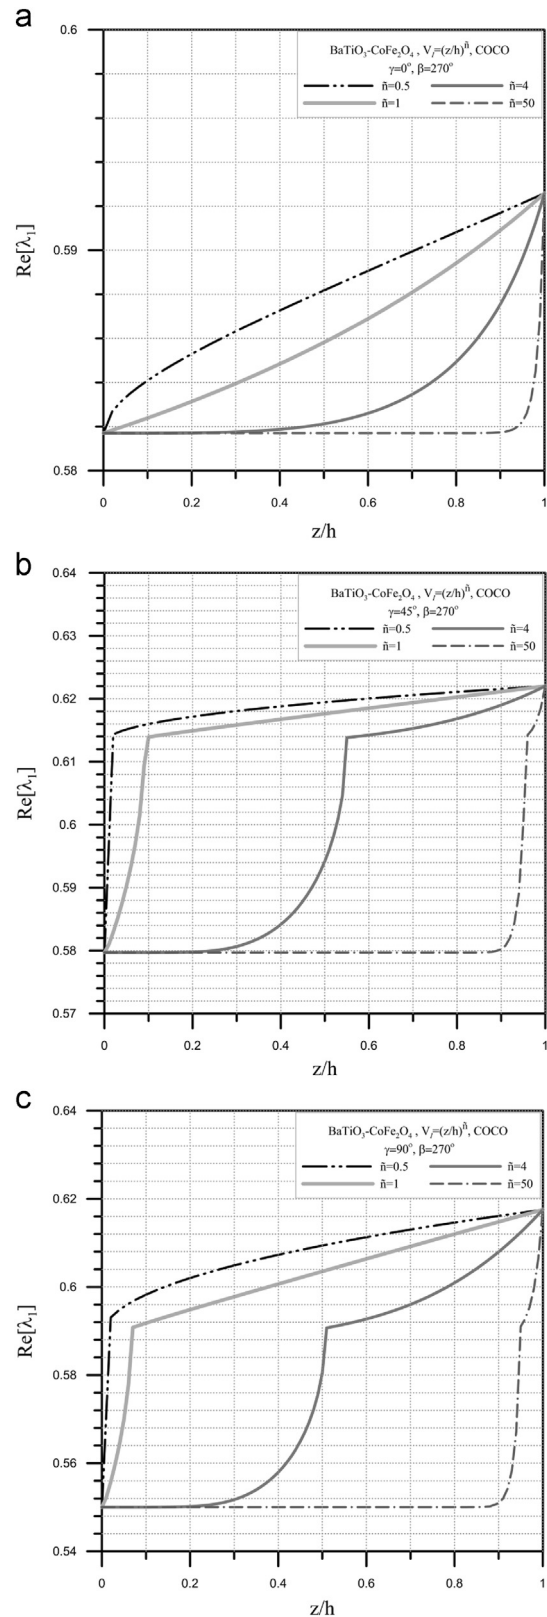 a
0.6
BaTiO₃-CoFe₂O₄ , Vᵢ=(z/h)^ñ, COCO
γ=0°, β=270°
ñ=0.5 ñ=4
ñ=1 ñ=50
0.59
Re[λ₁]
0.58
0 0.2 0.4 0.6 0.8 1
z/h
b
0.64
BaTiO₃-CoFe₂O₄ , Vᵢ=(z/h)^ñ, COCO
γ=45°, β=270°
0.63
ñ=0.5 ñ=4
ñ=1 ñ=50
0.62
0.61
Re[λ₁]
0.6
0.59
0.58
0.57
0 0.2 0.4 0.6 0.8 1
z/h
c
0.64
BaTiO₃-CoFe₂O₄ , Vᵢ=(z/h)^ñ, COCO
γ=90°, β=270°
ñ=0.5 ñ=4
ñ=1 ñ=50
0.62
0.6
Re[λ₁]
0.58
0.56
0.54
0 0.2 0.4 0.6 0.8 1
z/h